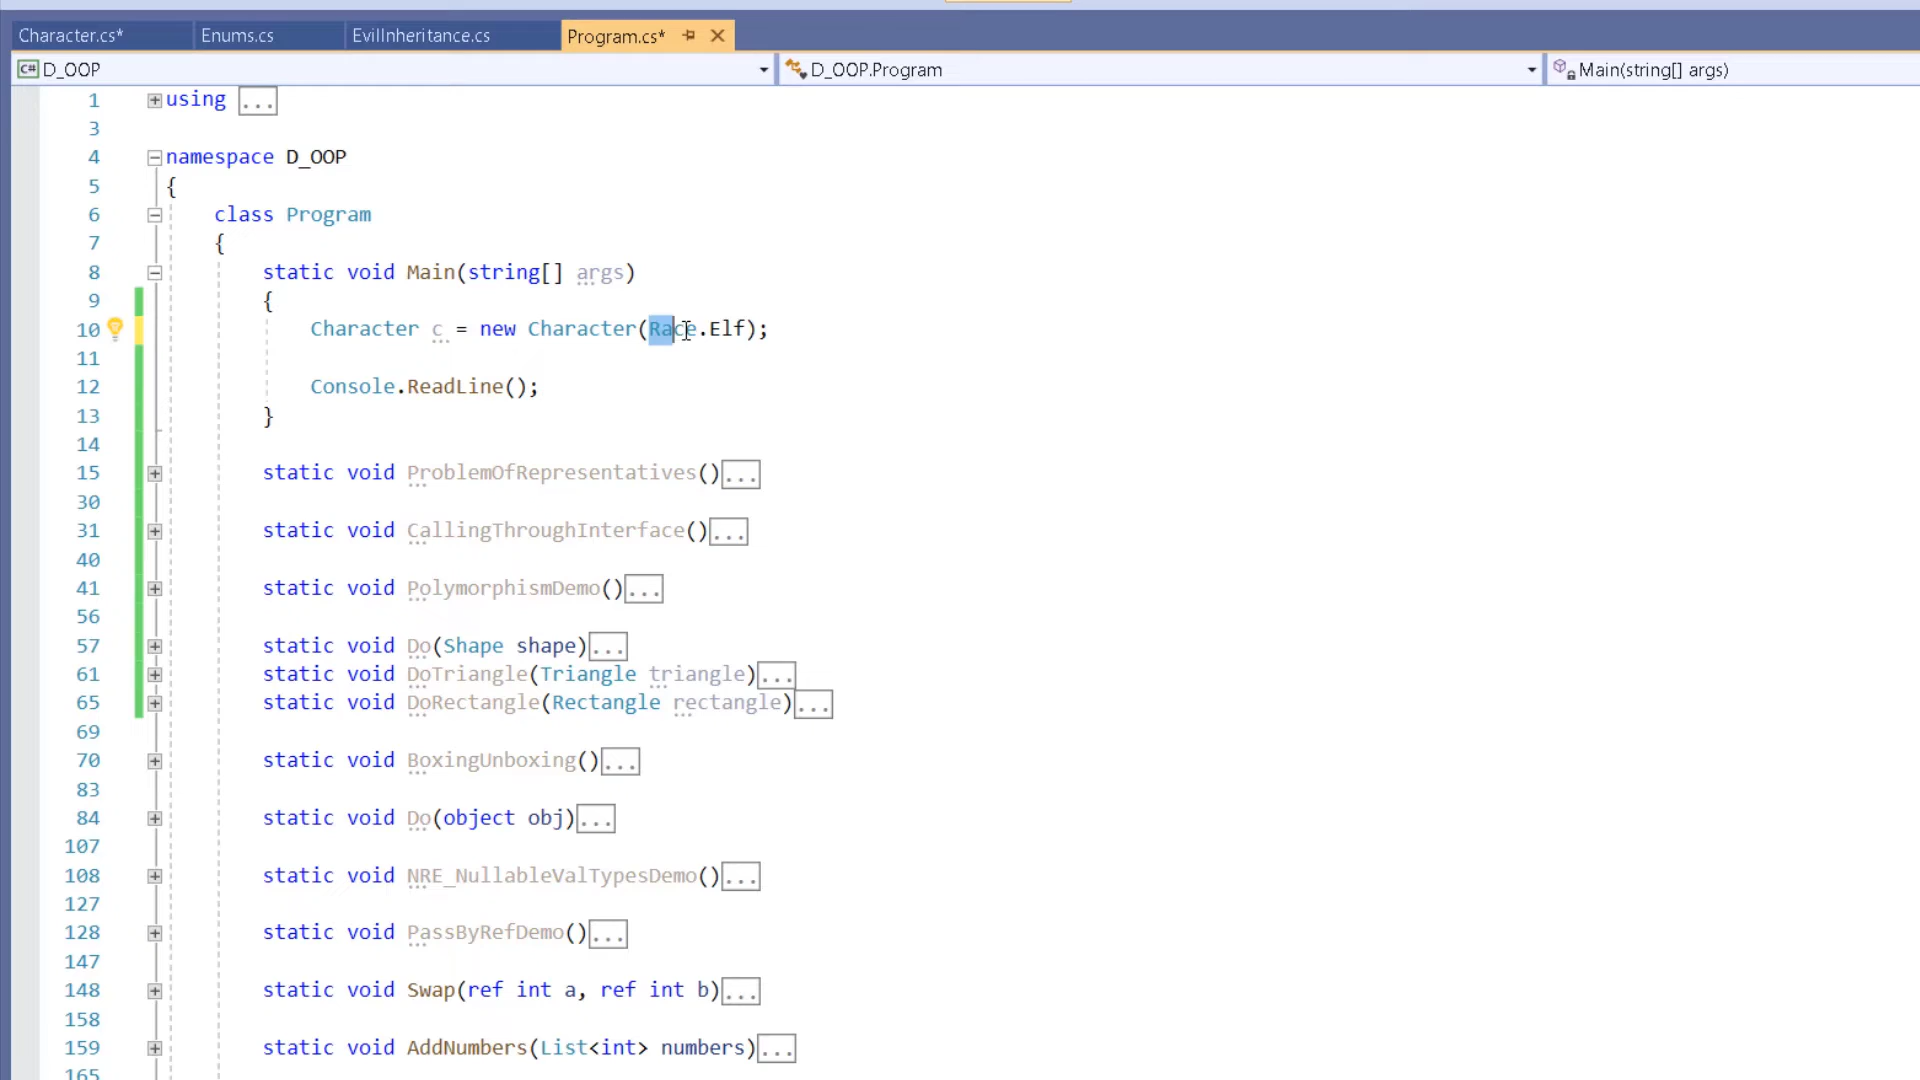 Character.cs* Enums.cs EvilInheritance.cs Program.cs*
C# D_OOP D_OOP.Program Main(string[] args)
1 using ...
3
4 namespace D_OOP
5 {
6 class Program
7 {
8 static void Main(string[] args)
9 {
10 Character c = new Character(Race.Elf);
11
12 Console.ReadLine();
13 }
14
15 static void ProblemOfRepresentatives()...
30
31 static void CallingThroughInterface()...
40
41 static void PolymorphismDemo()...
56
57 static void Do(Shape shape)...
61 static void DoTriangle(Triangle triangle)...
65 static void DoRectangle(Rectangle rectangle)...
69
70 static void BoxingUnboxing()...
83
84 static void Do(object obj)...
107
108 static void NRE_NullableValTypesDemo()...
127
128 static void PassByRefDemo()...
147
148 static void Swap(ref int a, ref int b)...
158
159 static void AddNumbers(List<int> numbers)...
165